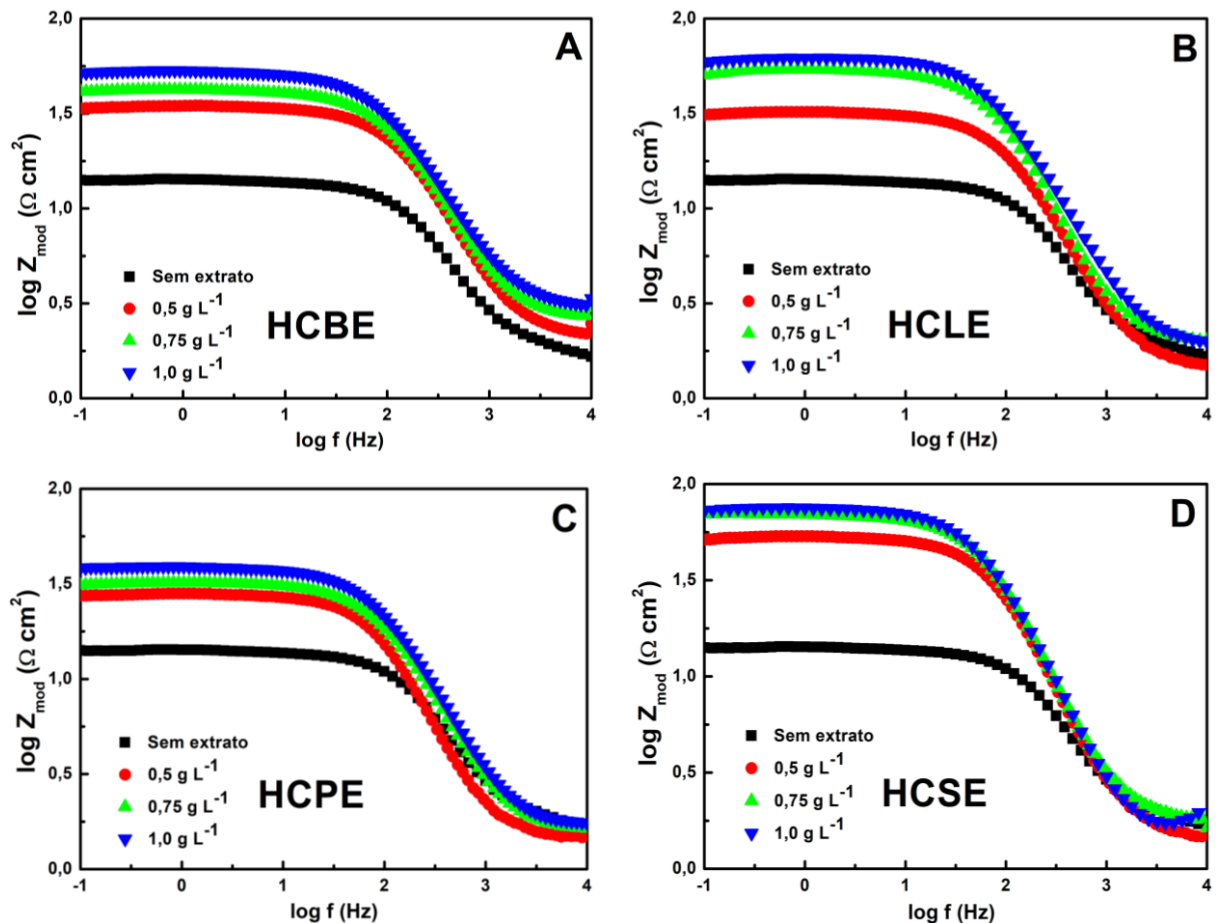 A
2,0
1,5
1,0
0,5
0,0
log Z_mod (Ω cm²)
Sem extrato
0,5 g L⁻¹
0,75 g L⁻¹
1,0 g L⁻¹
HCBE
-1 0 1 2 3 4
log f (Hz)
B
2,0
1,5
1,0
0,5
0,0
log Z_mod (Ω cm²)
Sem extrato
0,5 g L⁻¹
0,75 g L⁻¹
1,0 g L⁻¹
HCLE
-1 0 1 2 3 4
log f (Hz)
C
2,0
1,5
1,0
0,5
0,0
log Z_mod (Ω cm²)
Sem extrato
0,5 g L⁻¹
0,75 g L⁻¹
1,0 g L⁻¹
HCPE
-1 0 1 2 3 4
log f (Hz)
D
2,0
1,5
1,0
0,5
0,0
log Z_mod (Ω cm²)
Sem extrato
0,5 g L⁻¹
0,75 g L⁻¹
1,0 g L⁻¹
HCSE
-1 0 1 2 3 4
log f (Hz)